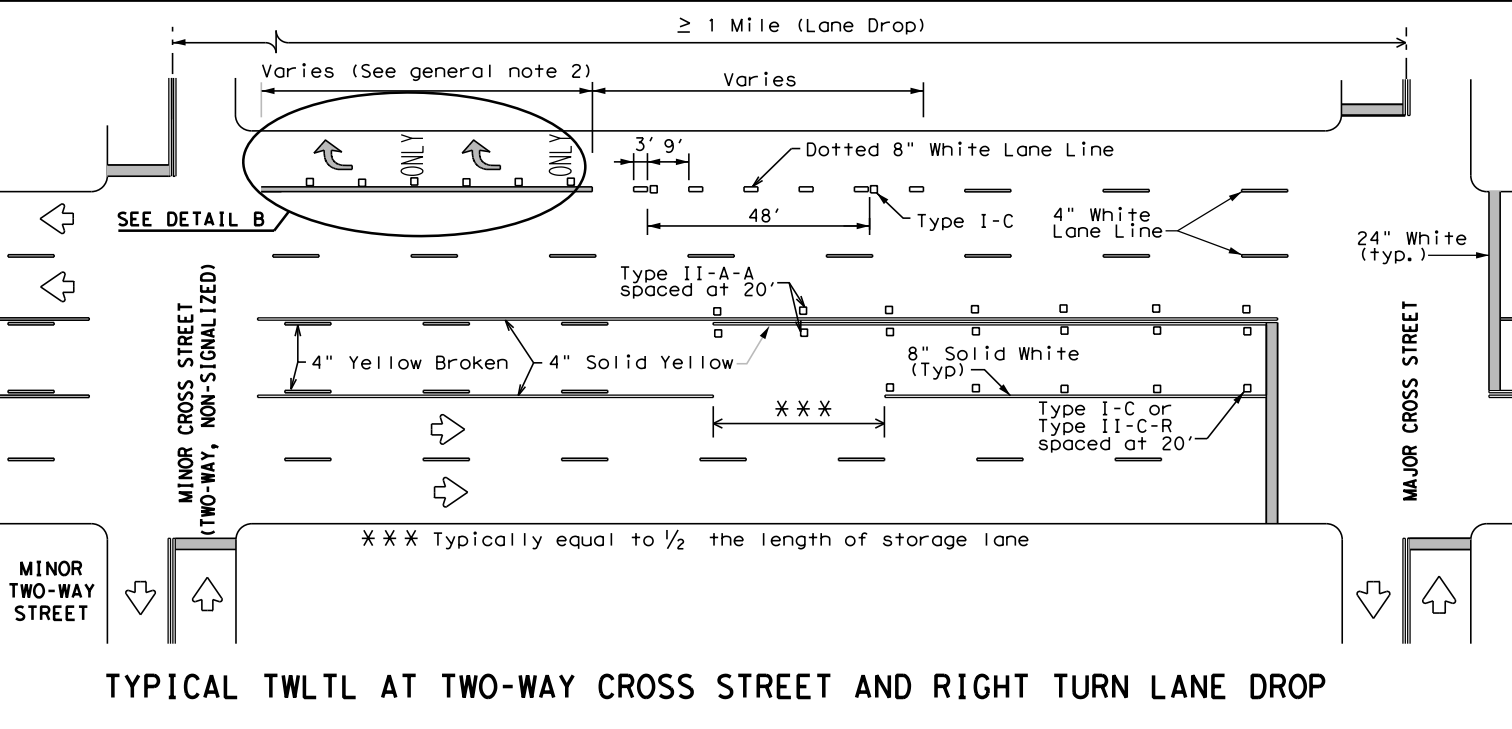 ≥ 1 Mile (Lane Drop)
Varies (See general note 2)
Varies
ONLY
ONLY
3' 9'
Dotted 8" White Lane Line
SEE DETAIL B
48'
Type I-C
4" White
Lane Line
24" White
(typ.)
Type II-A-A
spaced at 20'
MINOR CROSS STREET
(TWO-WAY, NON-SIGNALIZED)
4" Yellow Broken
4" Solid Yellow
8" Solid White
(Typ)
***
Type I-C or
Type II-C-R
spaced at 20'
MAJOR CROSS STREET
*** Typically equal to ½ the length of storage lane
MINOR
TWO-WAY
STREET
TYPICAL TWLTL AT TWO-WAY CROSS STREET AND RIGHT TURN LANE DROP